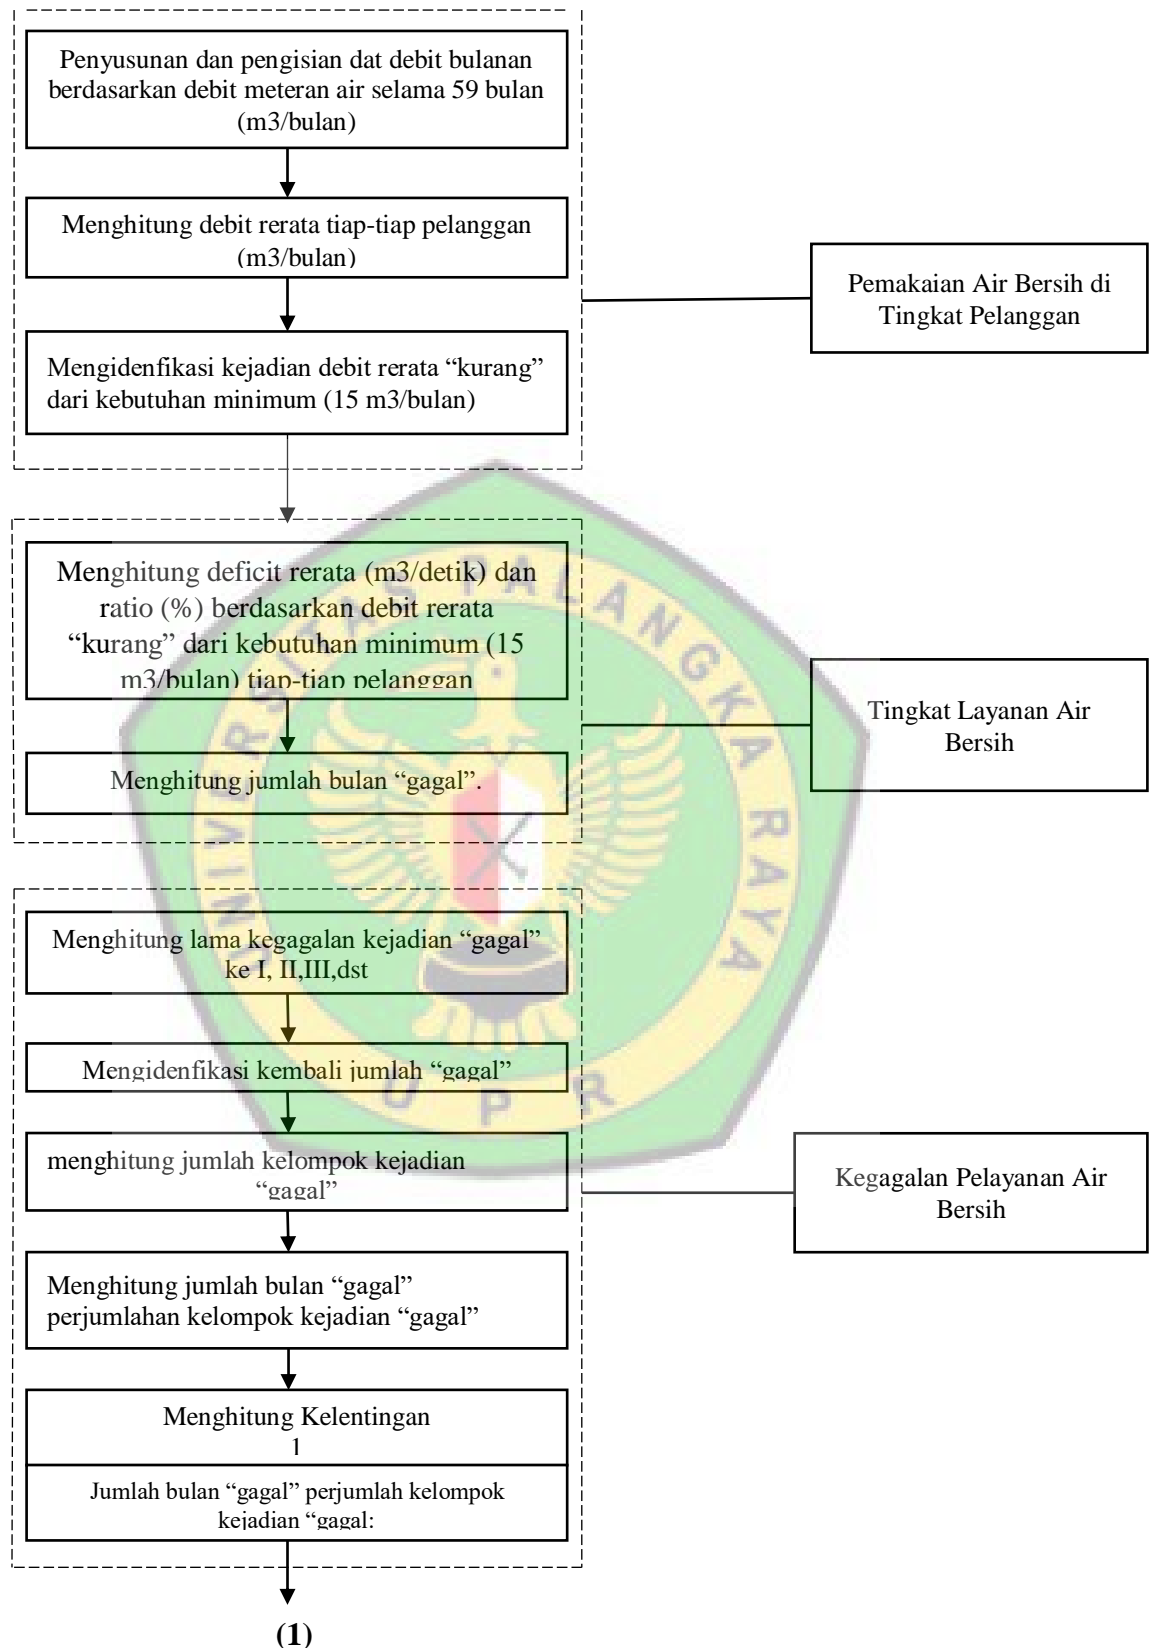 Penyusunan dan pengisian dat debit bulanan
berdasarkan debit meteran air selama 59 bulan
(m3/bulan)
Menghitung debit rerata tiap-tiap pelanggan
(m3/bulan)
Pemakaian Air Bersih di
Tingkat Pelanggan
Mengidenfikasi kejadian debit rerata “kurang”
dari kebutuhan minimum (15 m3/bulan)
Menghitung deficit rerata (m3/detik) dan
ratio (%) berdasarkan debit rerata
“kurang” dari kebutuhan minimum (15
m3/bulan) tiap-tiap pelanggan
Tingkat Layanan Air
Bersih
Menghitung jumlah bulan “gagal”.
Menghitung lama kegagalan kejadian “gagal”
ke I, II,III,dst
Mengidenfikasi kembali jumlah “gagal”
menghitung jumlah kelompok kejadian
“gagal”
Kegagalan Pelayanan Air
Bersih
Menghitung jumlah bulan “gagal”
perjumlahan kelompok kejadian “gagal”
Menghitung Kelentingan
1
Jumlah bulan “gagal” perjumlah kelompok
kejadian “gagal:
(1)
UNIVERSITAS PALANGKA RAYA
UPR